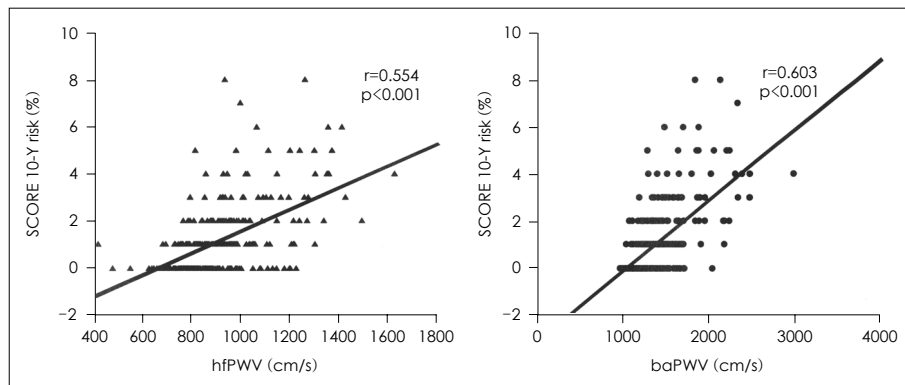 10
8
6
4
2
0
−2
SCORE 10-Y risk (%)
r=0.554
p<0.001
400 600 800 1000 1200 1400 1600 1800
hfPWV (cm/s)
10
8
6
4
2
0
−2
SCORE 10-Y risk (%)
r=0.603
p<0.001
0 1000 2000 3000 4000
baPWV (cm/s)